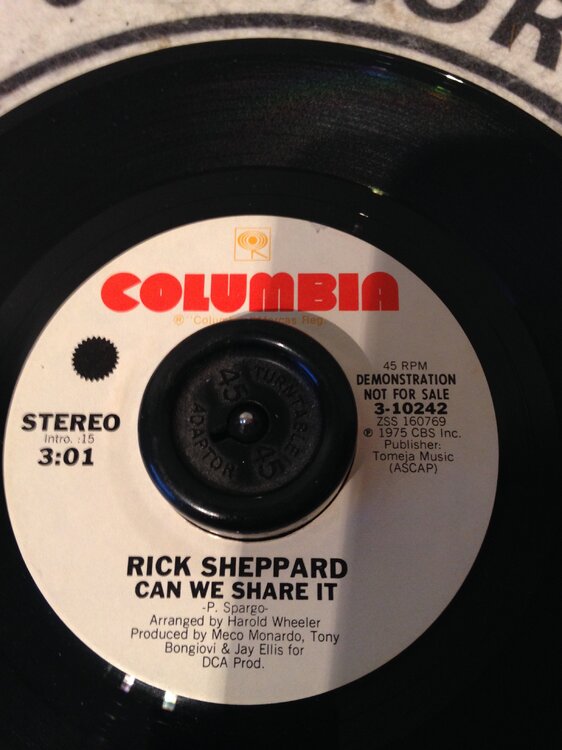 COLUMBIA
STEREO
Intro. :15
3:01
45 RPM
DEMONSTRATION
NOT FOR SALE
3-10242
ZSS 160769
℗ 1975 CBS Inc.
Publisher:
Tomeja Music
(ASCAP)
45
TURNTABLE
45
ADAPTOR
RICK SHEPPARD
CAN WE SHARE IT
-P. Spargo-
Arranged by Harold Wheeler
Produced by Meco Monardo, Tony
Bongiovi & Jay Ellis for
DCA Prod.